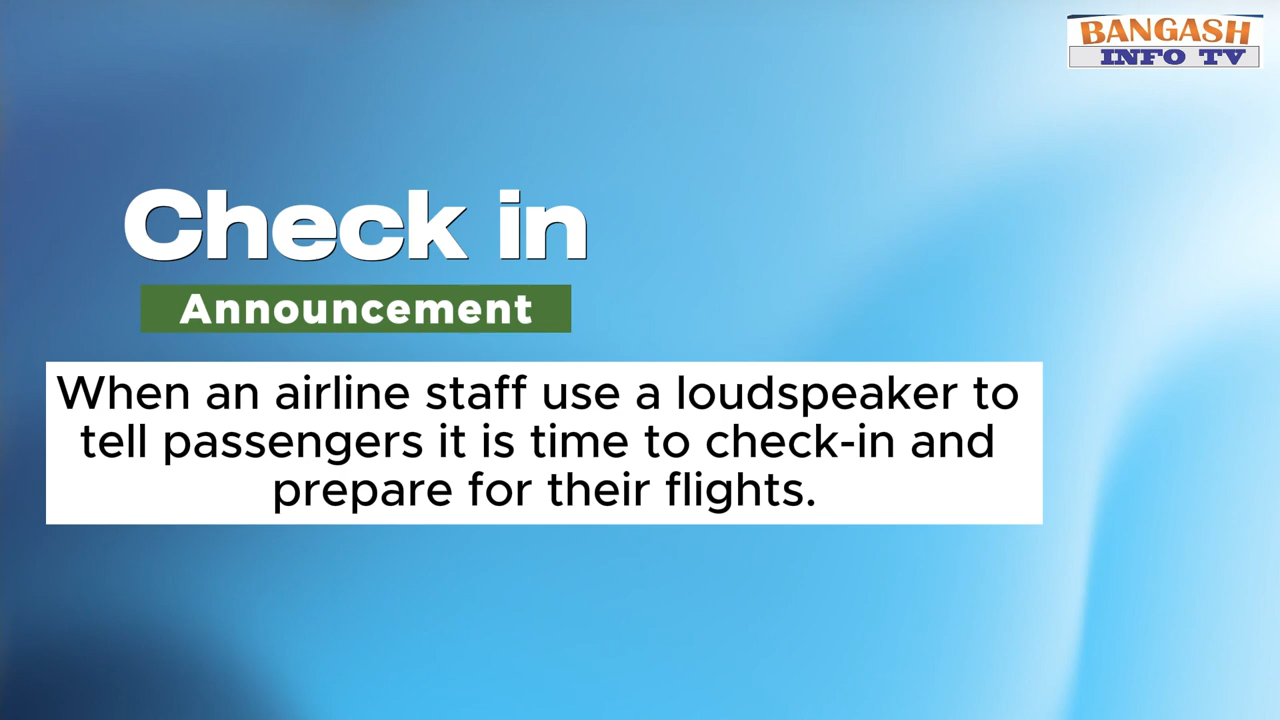 BANGASH
INFO TV
Check in
Announcement
When an airline staff use a loudspeaker to
tell passengers it is time to check-in and
prepare for their flights.